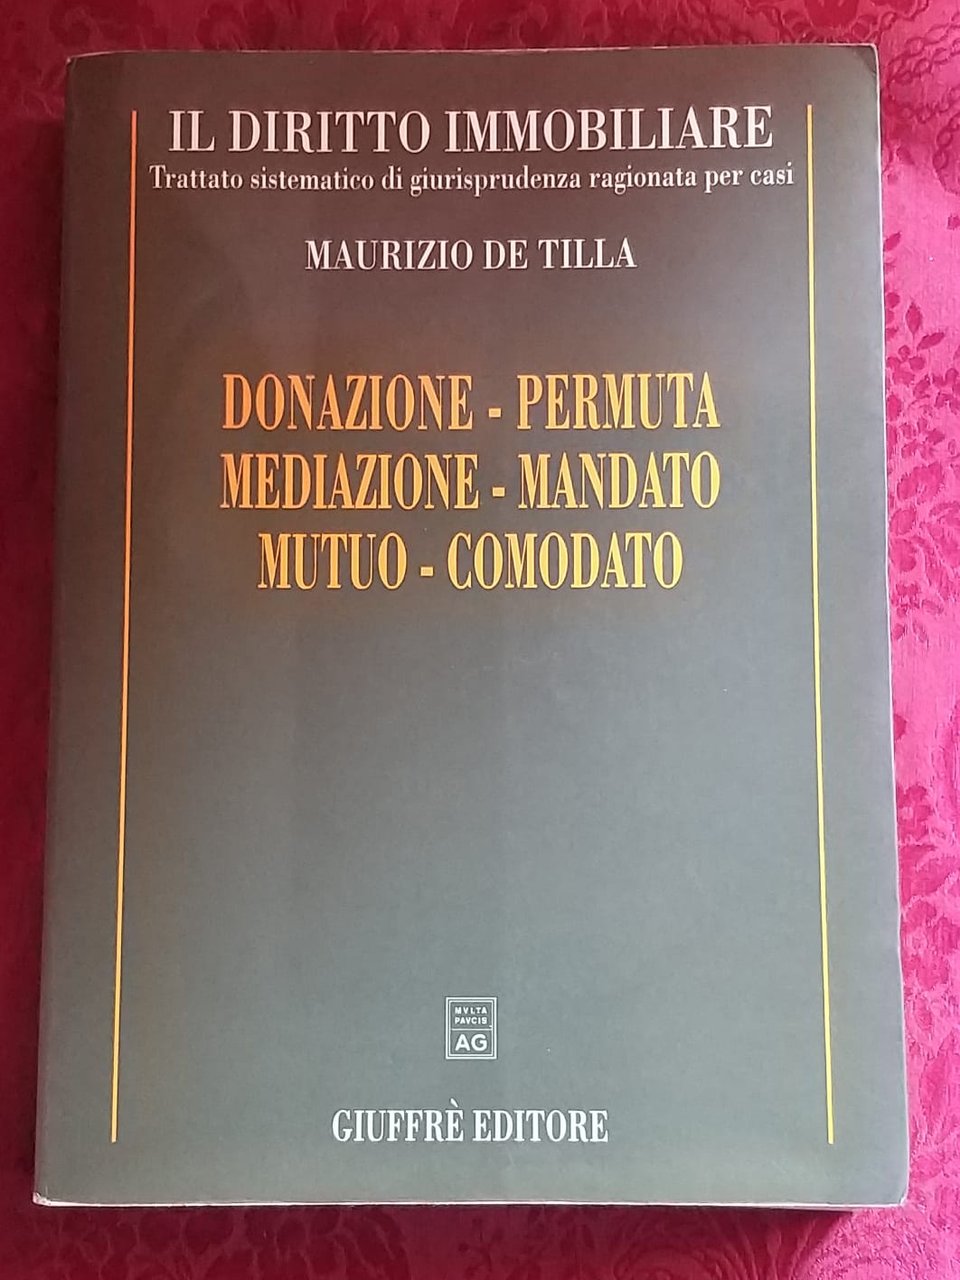 IL DIRITTO IMMOBILIARE
Trattato sistematico di giurisprudenza ragionata per casi
MAURIZIO DE TILLA
DONAZIONE - PERMUTA
MEDIAZIONE - MANDATO
MUTUO - COMODATO
MVLTA
PAVCIS
AG
GIUFFRÈ EDITORE